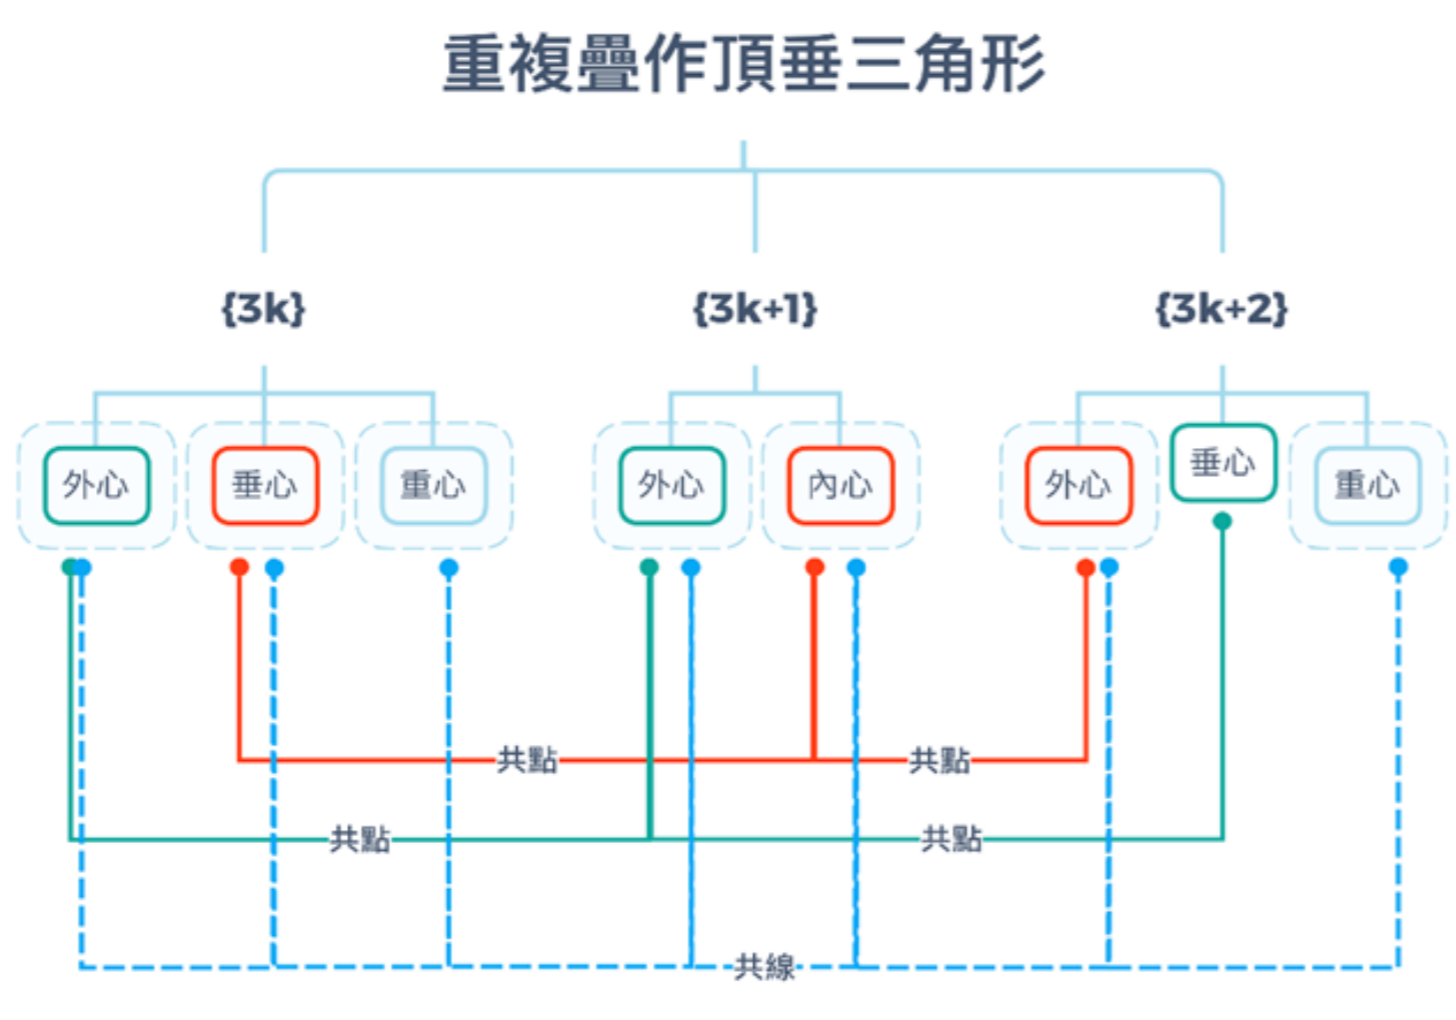 重複疊作頂垂三角形
{3k} {3k+1} {3k+2}
外心 垂心 重心 外心 內心 外心 垂心 重心
共點 共點
共點 共點
共線